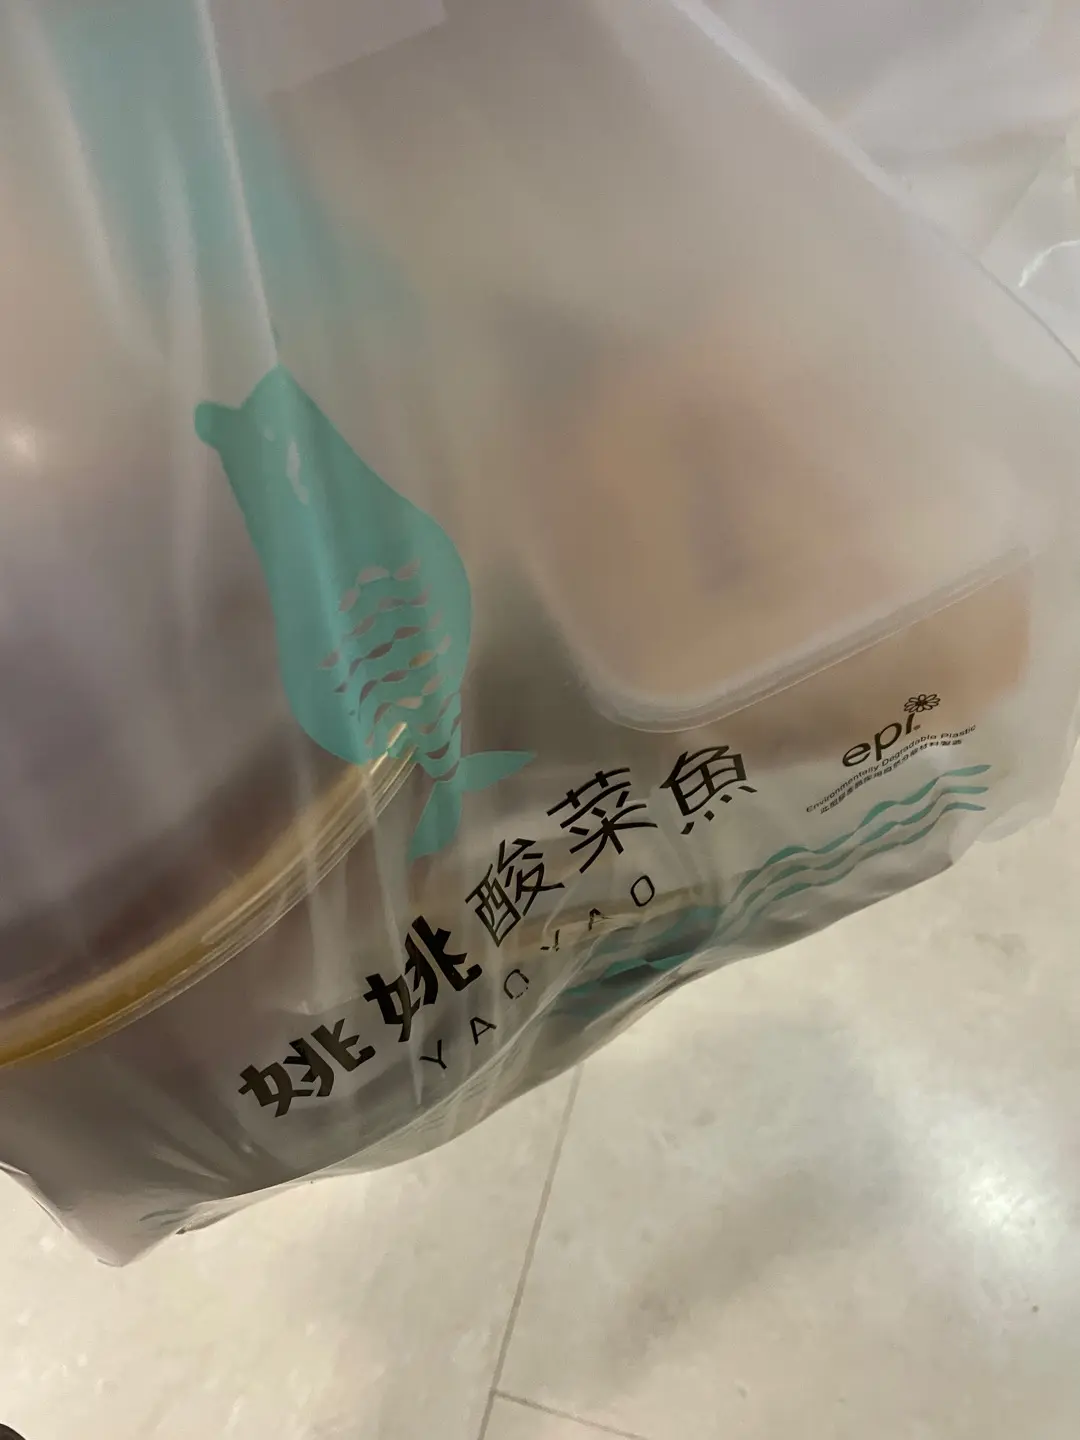 姚姚酸菜魚
YAOYAO
epi
Environmentally Degradable Plastic